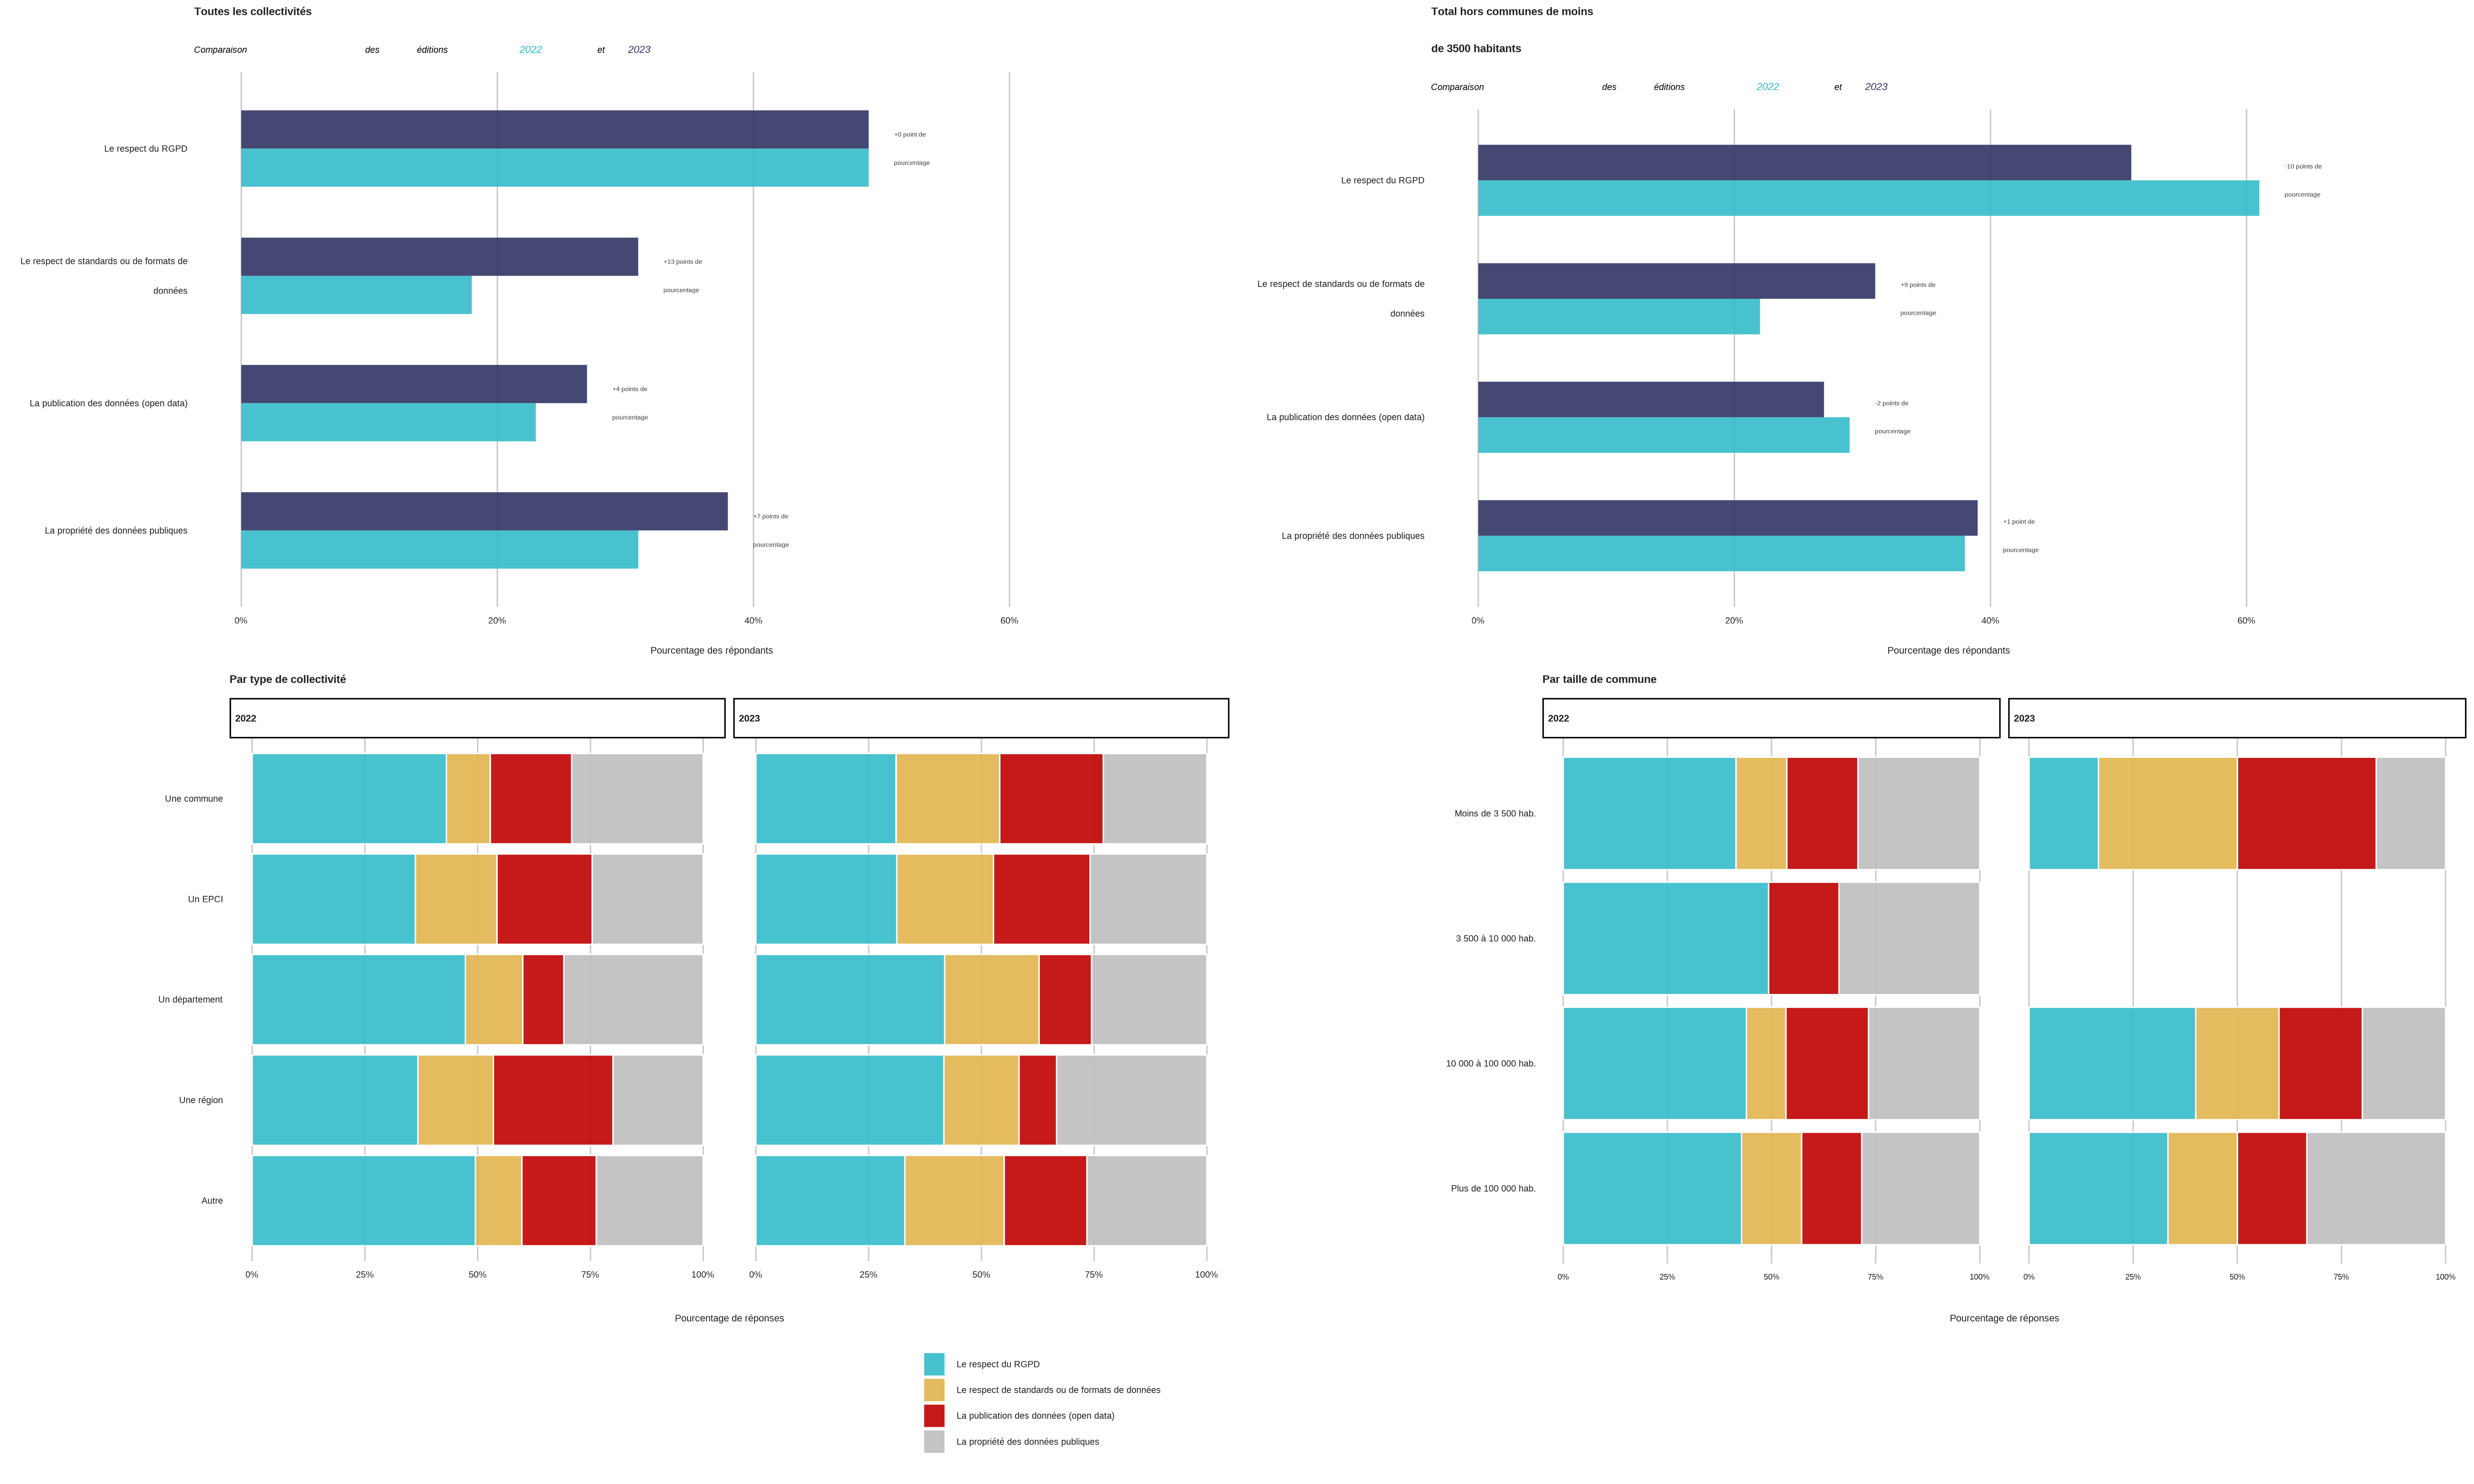 Toutes les collectivités
Comparaison des éditions 2022 et 2023
Le respect du RGPD
+0 point de
pourcentage
Le respect de standards ou de formats de
données
+13 points de
pourcentage
La publication des données (open data)
+4 points de
pourcentage
La propriété des données publiques
+7 points de
pourcentage
0% 20% 40% 60%
Pourcentage des répondants
Total hors communes de moins
de 3500 habitants
Comparaison des éditions 2022 et 2023
Le respect du RGPD
-10 points de
pourcentage
Le respect de standards ou de formats de
données
+9 points de
pourcentage
La publication des données (open data)
-2 points de
pourcentage
La propriété des données publiques
+1 point de
pourcentage
0% 20% 40% 60%
Pourcentage des répondants
Par type de collectivité
2022 2023
Une commune
Un EPCI
Un département
Une région
Autre
0% 25% 50% 75% 100% 0% 25% 50% 75% 100%
Pourcentage de réponses
Par taille de commune
2022 2023
Moins de 3 500 hab.
3 500 à 10 000 hab.
10 000 à 100 000 hab.
Plus de 100 000 hab.
0% 25% 50% 75% 100% 0% 25% 50% 75% 100%
Pourcentage de réponses
Le respect du RGPD
Le respect de standards ou de formats de données
La publication des données (open data)
La propriété des données publiques